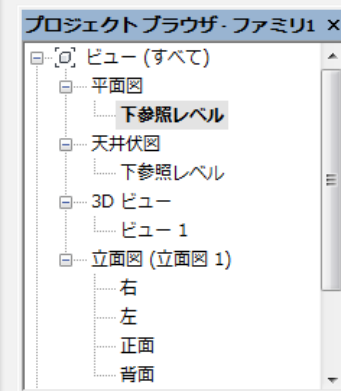 プロジェクト ブラウザ - ファミリ1
ビュー (すべて)
平面図
下参照レベル
天井伏図
下参照レベル
3D ビュー
ビュー 1
立面図 (立面図 1)
右
左
正面
背面